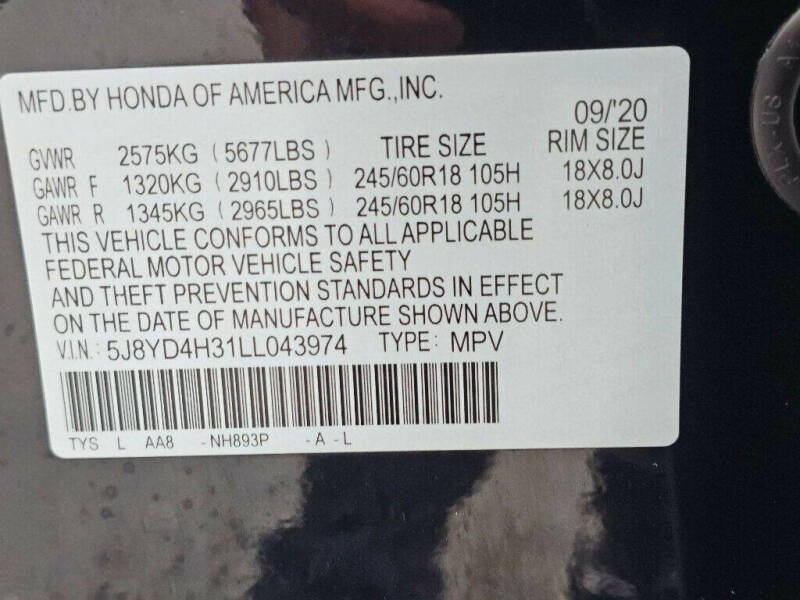 MFD.BY HONDA OF AMERICA MFG.,INC.
09/'20
GVWR 2575KG ( 5677LBS ) TIRE SIZE RIM SIZE
GAWR F 1320KG ( 2910LBS ) 245/60R18 105H 18X8.0J
GAWR R 1345KG ( 2965LBS ) 245/60R18 105H 18X8.0J
THIS VEHICLE CONFORMS TO ALL APPLICABLE
FEDERAL MOTOR VEHICLE SAFETY
AND THEFT PREVENTION STANDARDS IN EFFECT
ON THE DATE OF MANUFACTURE SHOWN ABOVE.
V.I.N.: 5J8YD4H31LL043974 TYPE: MPV
TYS L AA8 -NH893P -A -L